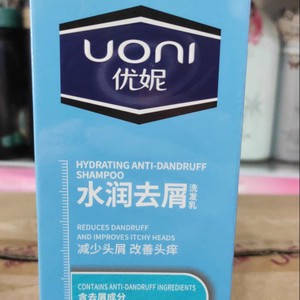 UONI
优妮
HYDRATING ANTI-DANDRUFF
SHAMPOO
水润去屑 洗发乳
REDUCES DANDRUFF
AND IMPROVES ITCHY HEADS
减少头屑 改善头痒
CONTAINS ANTI-DANDRUFF INGREDIENTS
含去屑成分